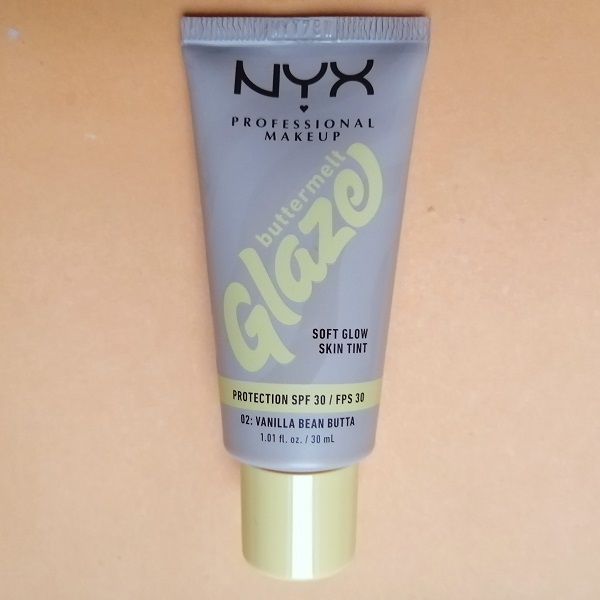 NYX
PROFESSIONAL
MAKEUP
buttermelt
Glaze
SOFT GLOW
SKIN TINT
PROTECTION SPF 30 / FPS 30
02: VANILLA BEAN BUTTA
1.01 fl. oz. / 30 mL